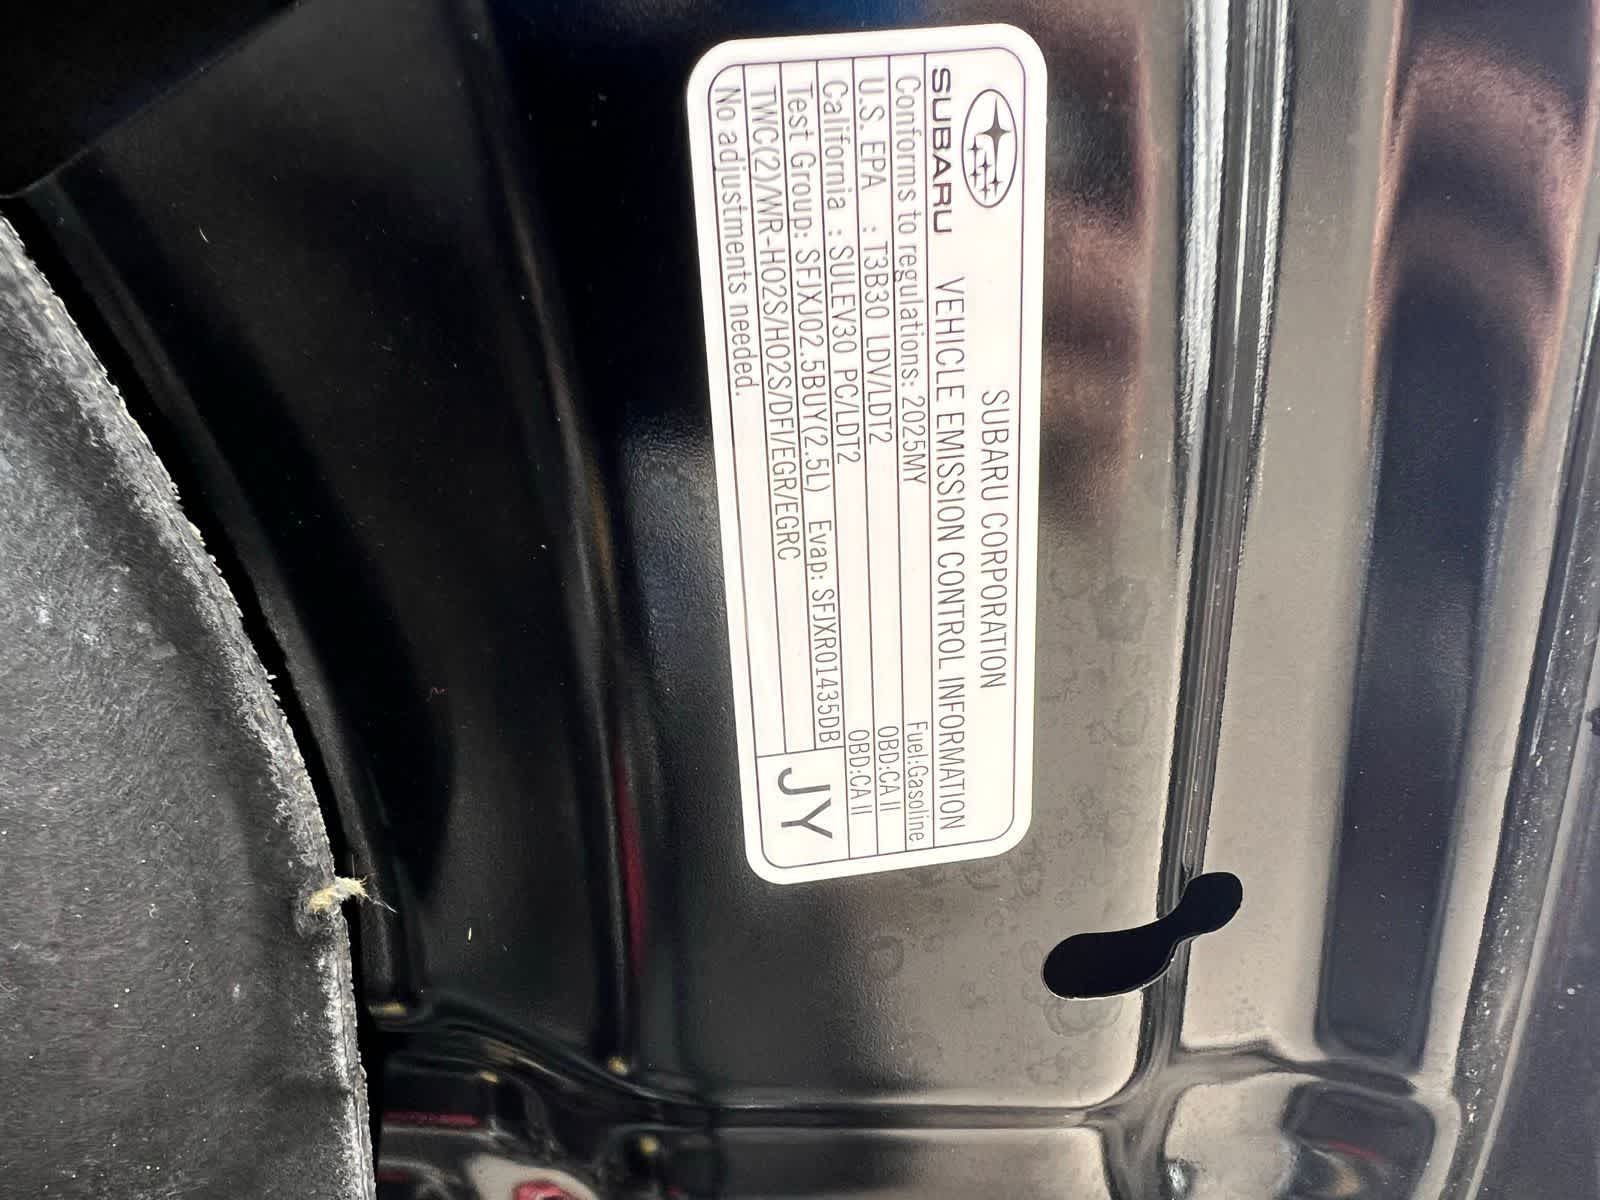 SUBARU CORPORATION
SUBARU VEHICLE EMISSION CONTROL INFORMATION
Conforms to regulations: 2025MY Fuel:Gasoline
U.S. EPA : T3B30 LDV/LDT2 OBD:CA II
California : SULEV30 PC/LDT2 OBD:CA II
Test Group: SFJXJ02.5BUY(2.5L) Evap: SFJXR01435DB
TWC(2)/WR-HO2S/HO2S/DFI/EGR/EGRC
No adjustments needed.
JY